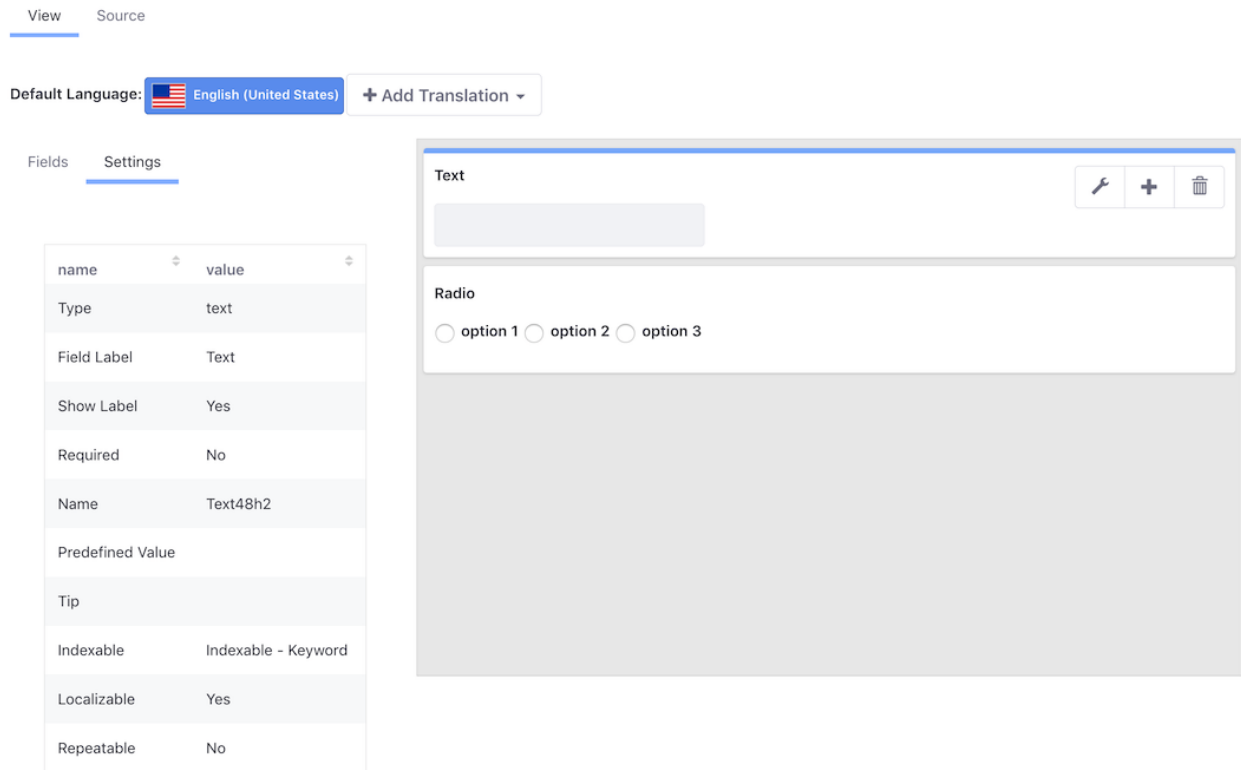 View Source
Default Language: English (United States) + Add Translation
Fields Settings
name value
Type text
Field Label Text
Show Label Yes
Required No
Name Text48h2
Predefined Value
Tip
Indexable Indexable - Keyword
Localizable Yes
Repeatable No
Text
Radio
option 1 option 2 option 3